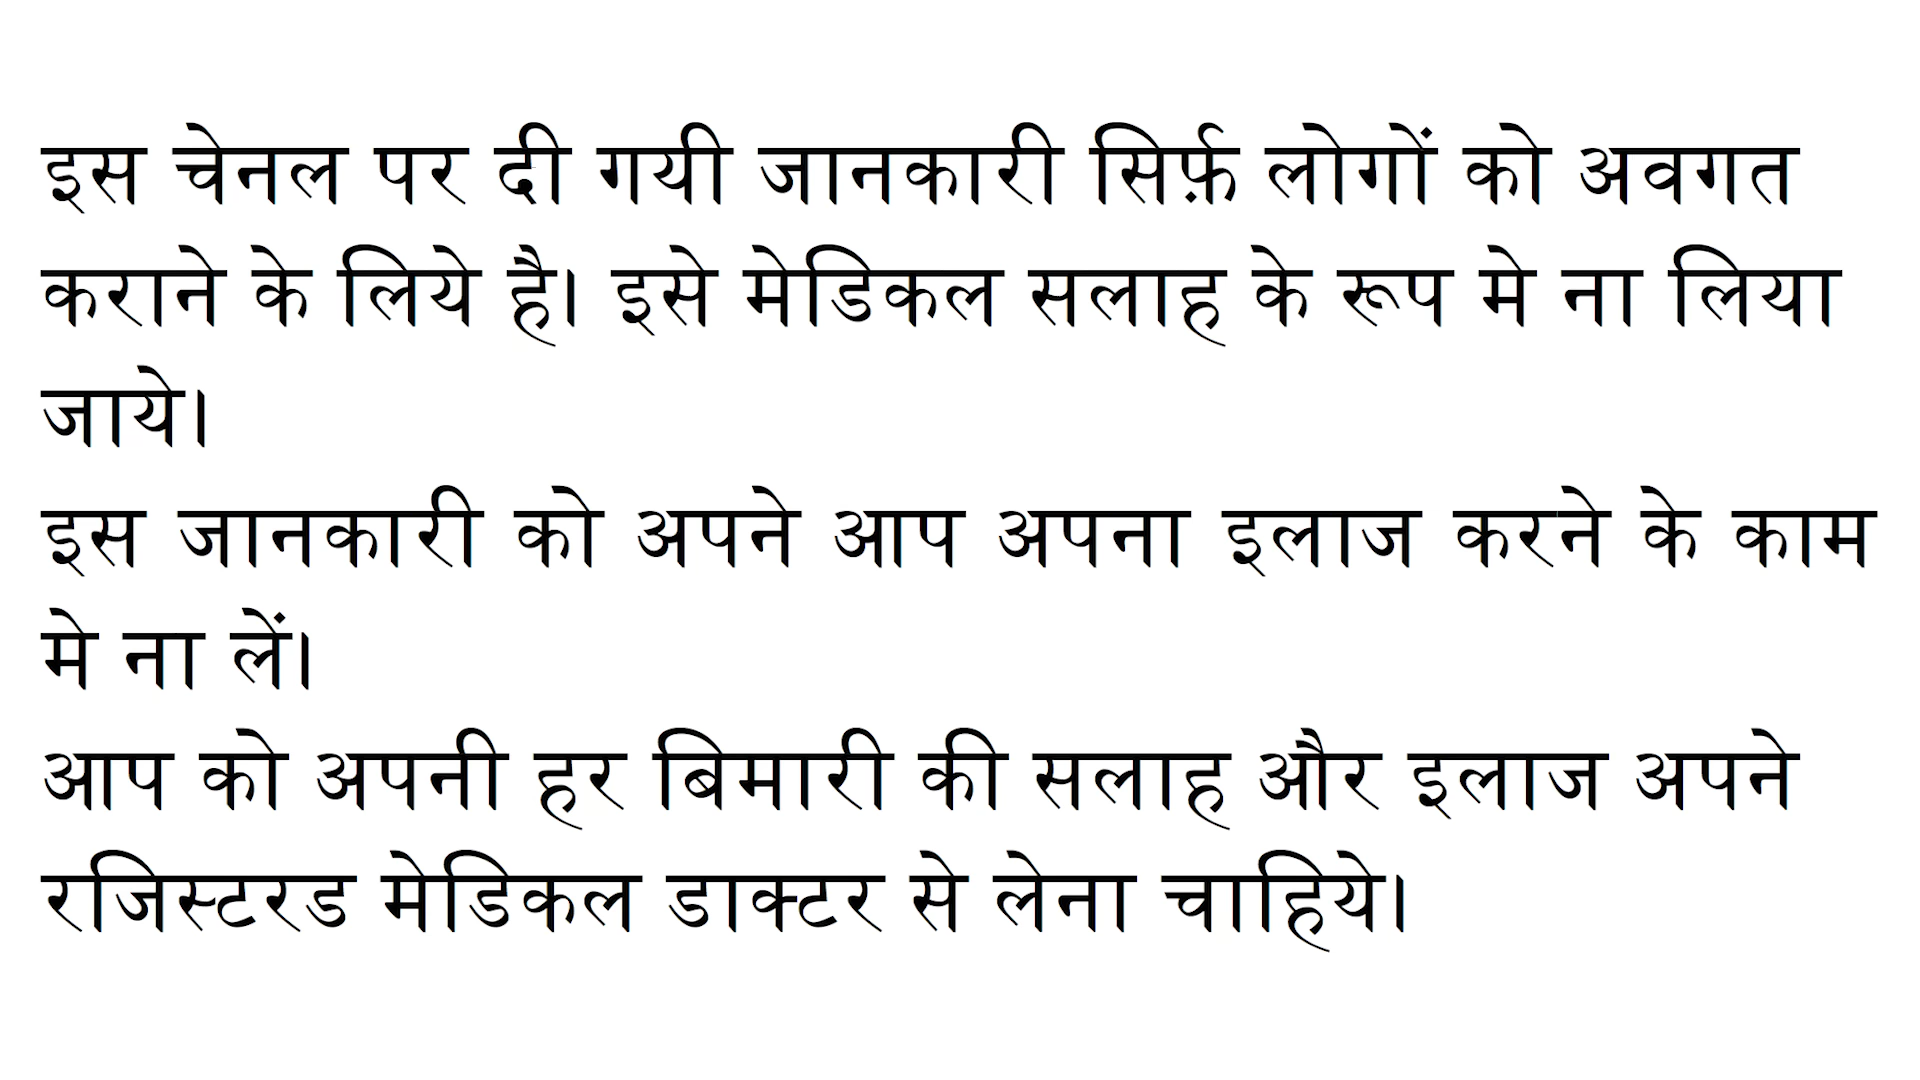 इस चेनल पर दी गयी जानकारी सिर्फ़ लोगों को अवगत
कराने के लिये है। इसे मेडिकल सलाह के रूप मे ना लिया
जाये।
इस जानकारी को अपने आप अपना इलाज करने के काम
मे ना लें।
आप को अपनी हर बिमारी की सलाह और इलाज अपने
रजिस्टरड मेडिकल डाक्टर से लेना चाहिये।